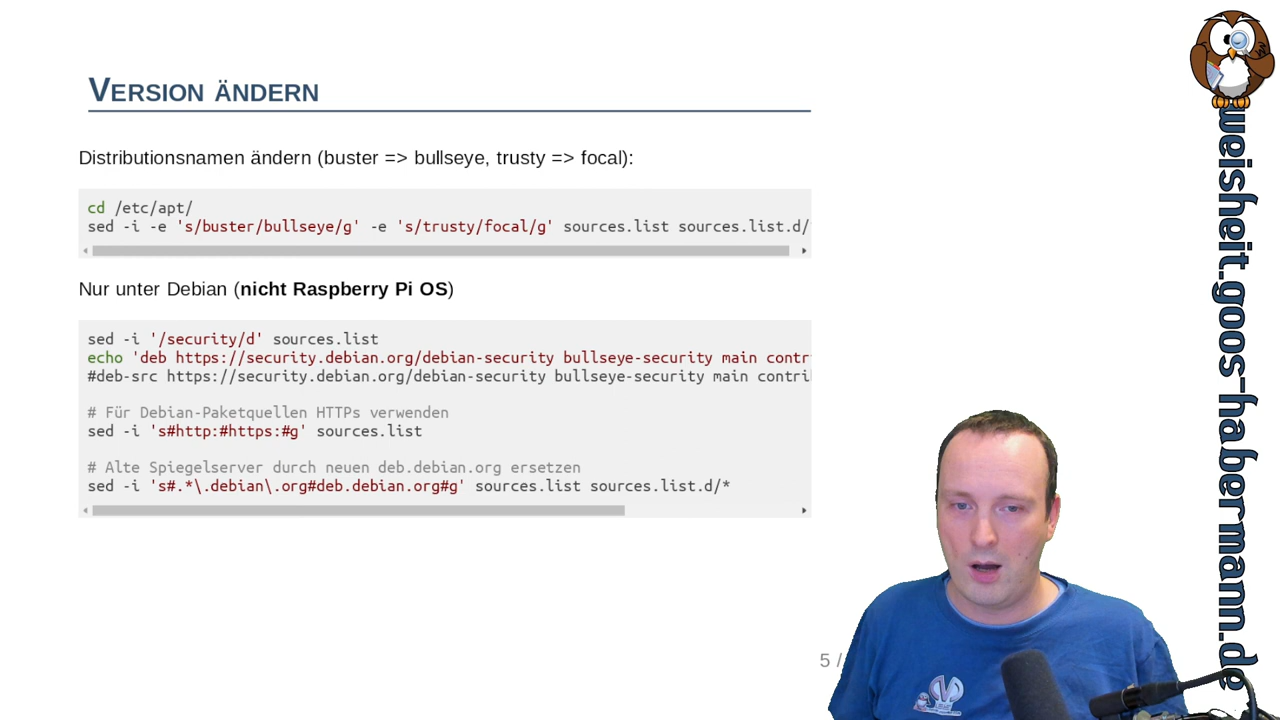 VERSION ÄNDERN
Distributionsnamen ändern (buster => bullseye, trusty => focal):
cd /etc/apt/
sed -i -e 's/buster/bullseye/g' -e 's/trusty/focal/g' sources.list sources.list.d/
Nur unter Debian (nicht Raspberry Pi OS)
sed -i '/security/d' sources.list
echo 'deb https://security.debian.org/debian-security bullseye-security main contr
#deb-src https://security.debian.org/debian-security bullseye-security main contri
# Für Debian-Paketquellen HTTPs verwenden
sed -i 's#http:#https:#g' sources.list
# Alte Spiegelserver durch neuen deb.debian.org ersetzen
sed -i 's#.*\.debian\.org#deb.debian.org#g' sources.list sources.list.d/*
5 /
weisheit.goos-habermann.de